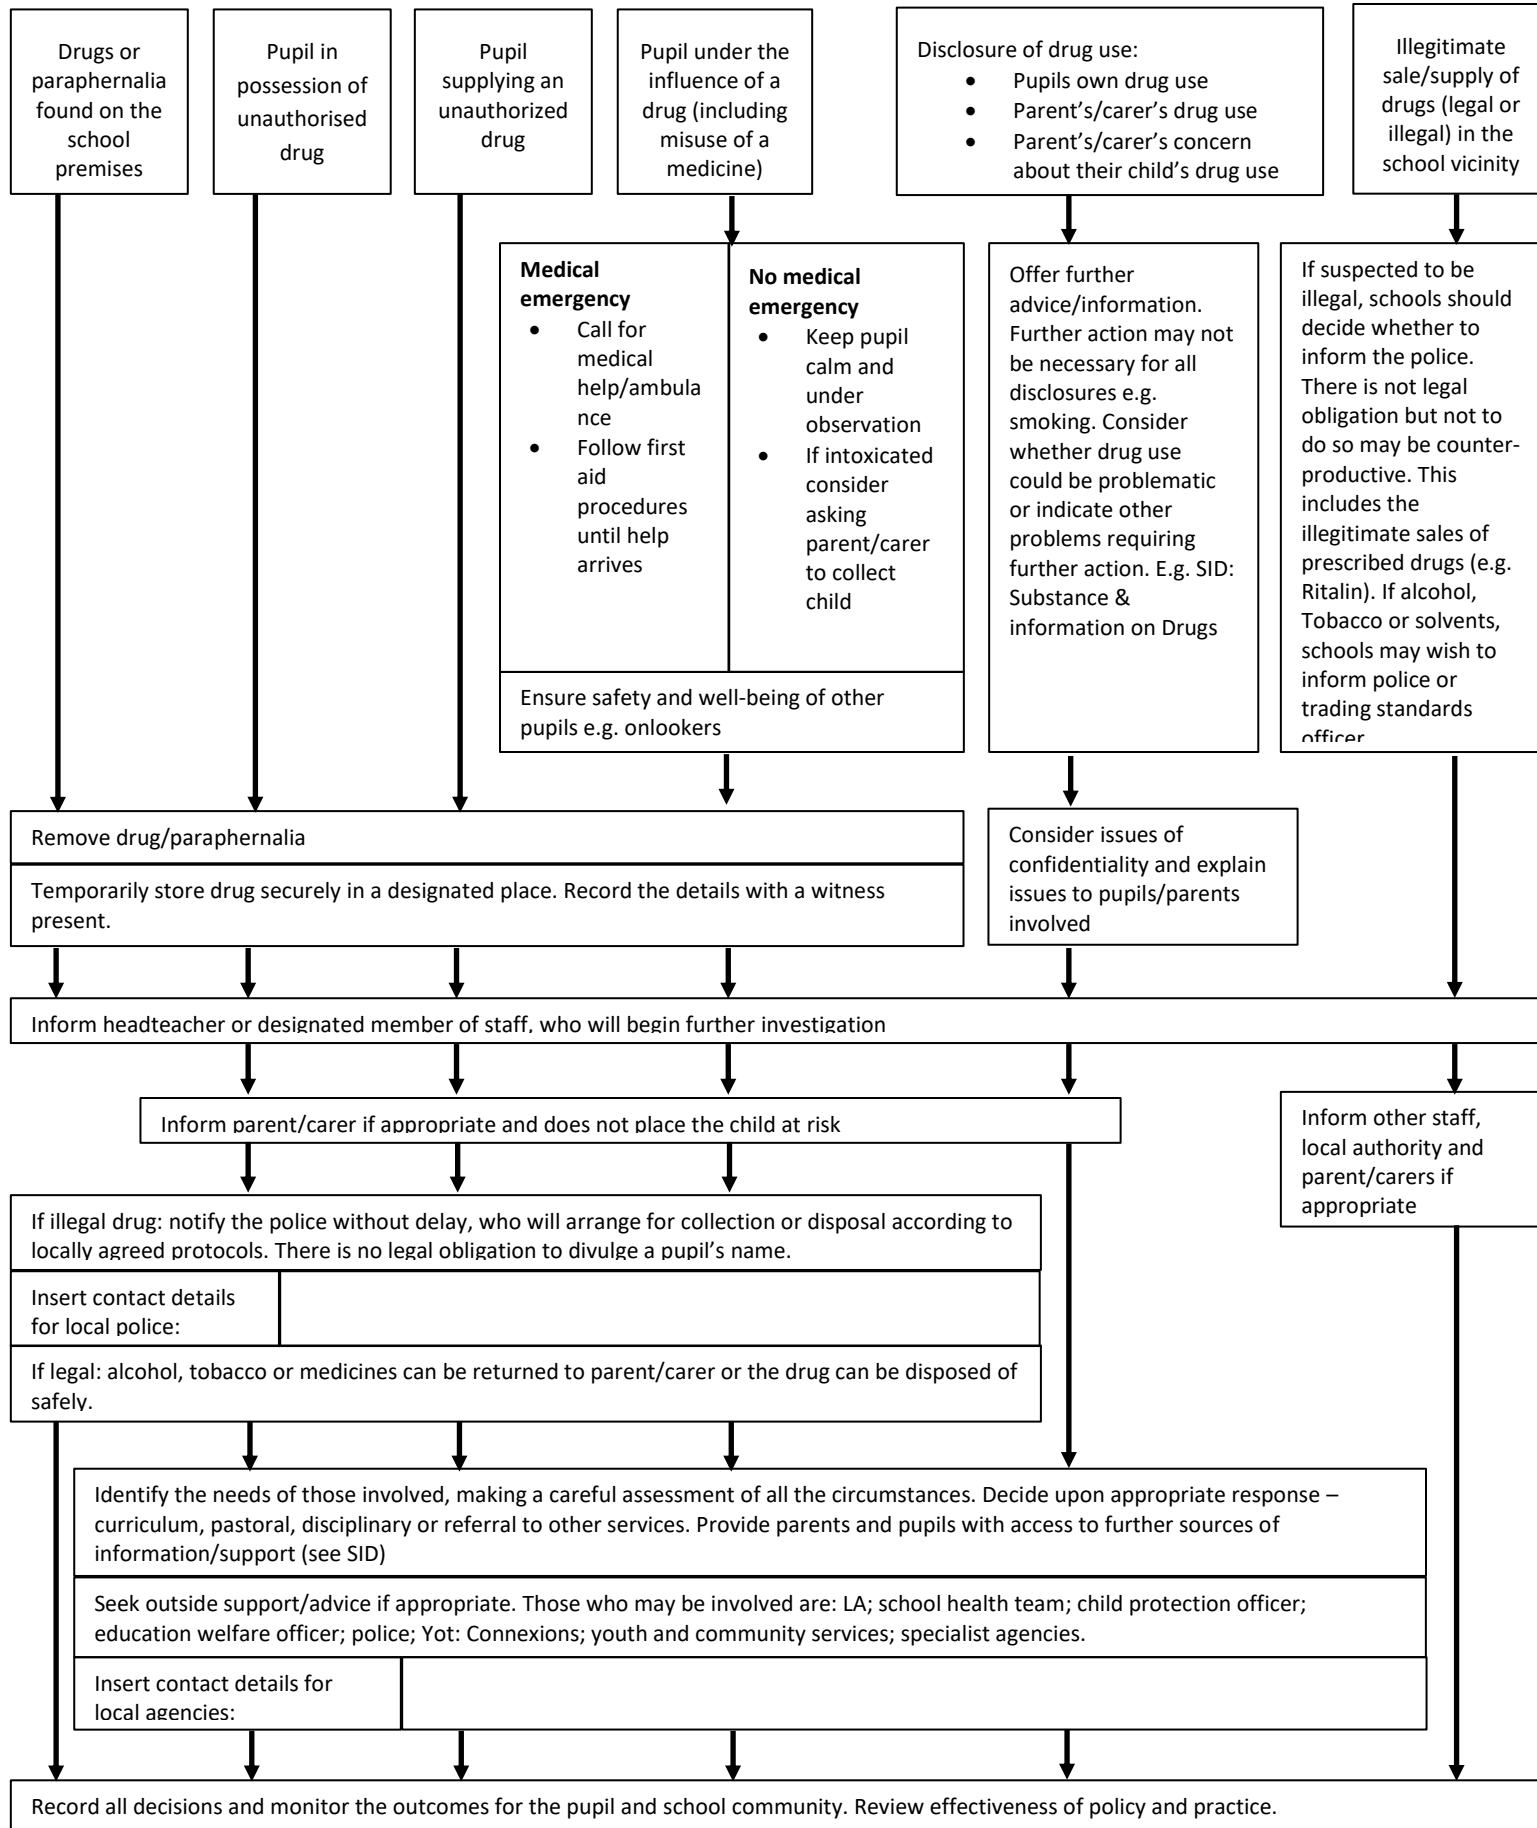 Drugs or
paraphernalia
found on the
school
premises
Pupil in
possession of
unauthorised
drug
Pupil
supplying an
unauthorized
drug
Pupil under the
influence of a
drug (including
misuse of a
medicine)
Disclosure of drug use:
• Pupils own drug use
• Parent’s/carer’s drug use
• Parent’s/carer’s concern
about their child’s drug use
Illegitimate
sale/supply of
drugs (legal or
illegal) in the
school vicinity
Medical
emergency
• Call for
medical
help/ambula
nce
• Follow first
aid
procedures
until help
arrives
No medical
emergency
• Keep pupil
calm and
under
observation
• If intoxicated
consider
asking
parent/carer
to collect
child
Ensure safety and well-being of other
pupils e.g. onlookers
Offer further
advice/information.
Further action may not
be necessary for all
disclosures e.g.
smoking. Consider
whether drug use
could be problematic
or indicate other
problems requiring
further action. E.g. SID:
Substance &
information on Drugs
If suspected to be
illegal, schools should
decide whether to
inform the police.
There is not legal
obligation but not to
do so may be counter-
productive. This
includes the
illegitimate sales of
prescribed drugs (e.g.
Ritalin). If alcohol,
Tobacco or solvents,
schools may wish to
inform police or
trading standards
officer
Remove drug/paraphernalia
Temporarily store drug securely in a designated place. Record the details with a witness
present.
Consider issues of
confidentiality and explain
issues to pupils/parents
involved
Inform headteacher or designated member of staff, who will begin further investigation
Inform parent/carer if appropriate and does not place the child at risk
Inform other staff,
local authority and
parent/carers if
appropriate
If illegal drug: notify the police without delay, who will arrange for collection or disposal according to
locally agreed protocols. There is no legal obligation to divulge a pupil’s name.
Insert contact details
for local police:
If legal: alcohol, tobacco or medicines can be returned to parent/carer or the drug can be disposed of
safely.
Identify the needs of those involved, making a careful assessment of all the circumstances. Decide upon appropriate response –
curriculum, pastoral, disciplinary or referral to other services. Provide parents and pupils with access to further sources of
information/support (see SID)
Seek outside support/advice if appropriate. Those who may be involved are: LA; school health team; child protection officer;
education welfare officer; police; Yot: Connexions; youth and community services; specialist agencies.
Insert contact details for
local agencies:
Record all decisions and monitor the outcomes for the pupil and school community. Review effectiveness of policy and practice.